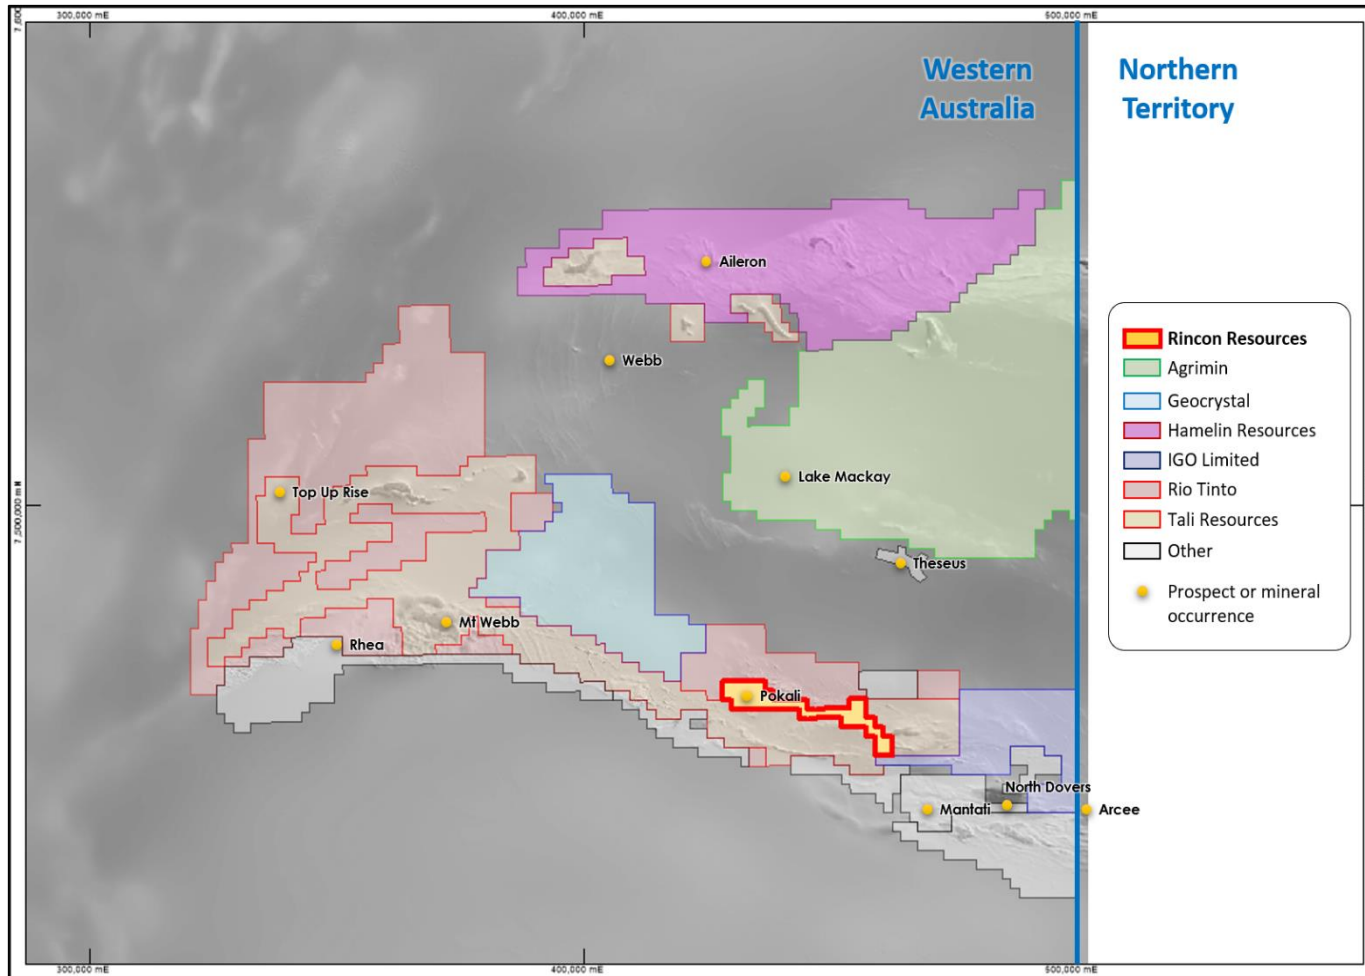 300,000 mE
400,000 mE
500,000 mE
Western
Australia
Northern
Territory
Aileron
Webb
Rincon Resources
Agrimin
Geocrystal
Hamelin Resources
IGO Limited
Rio Tinto
Tali Resources
Other
Prospect or mineral
occurrence
Lake Mackay
Top Up Rise
Theseus
Mt Webb
Rhea
Pokali
North Dovers
Mantati
Arcee
300,000 mE
400,000 mE
500,000 mE